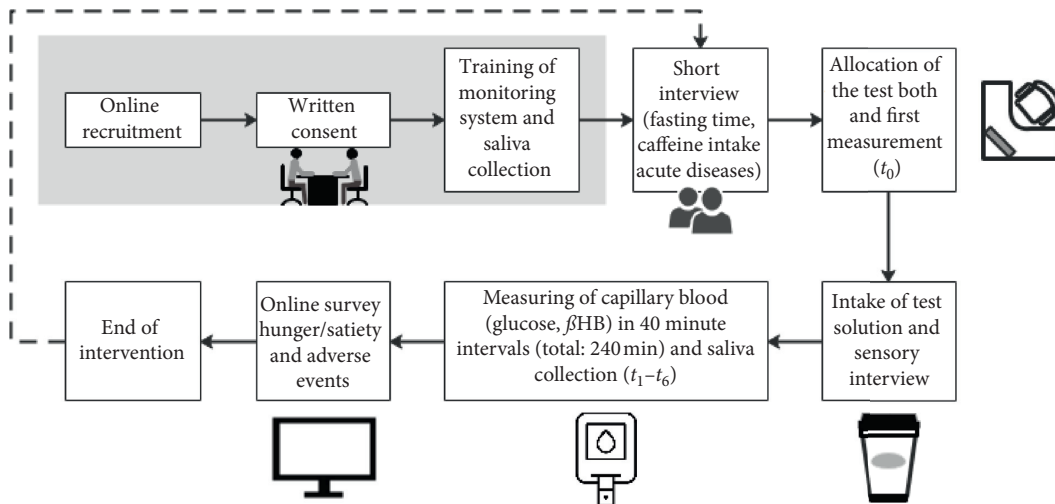 Online
recruitment
Written
consent
Training of
monitoring
system and
saliva
collection
Short
interview
(fasting time,
caffeine intake
acute diseases)
Allocation of
the test both
and first
measurement
(t₀)
End of
intervention
Online survey
hunger/satiety
and adverse
events
Measuring of capillary blood
(glucose, βHB) in 40 minute
intervals (total: 240 min) and saliva
collection (t₁–t₆)
Intake of test
solution and
sensory
interview